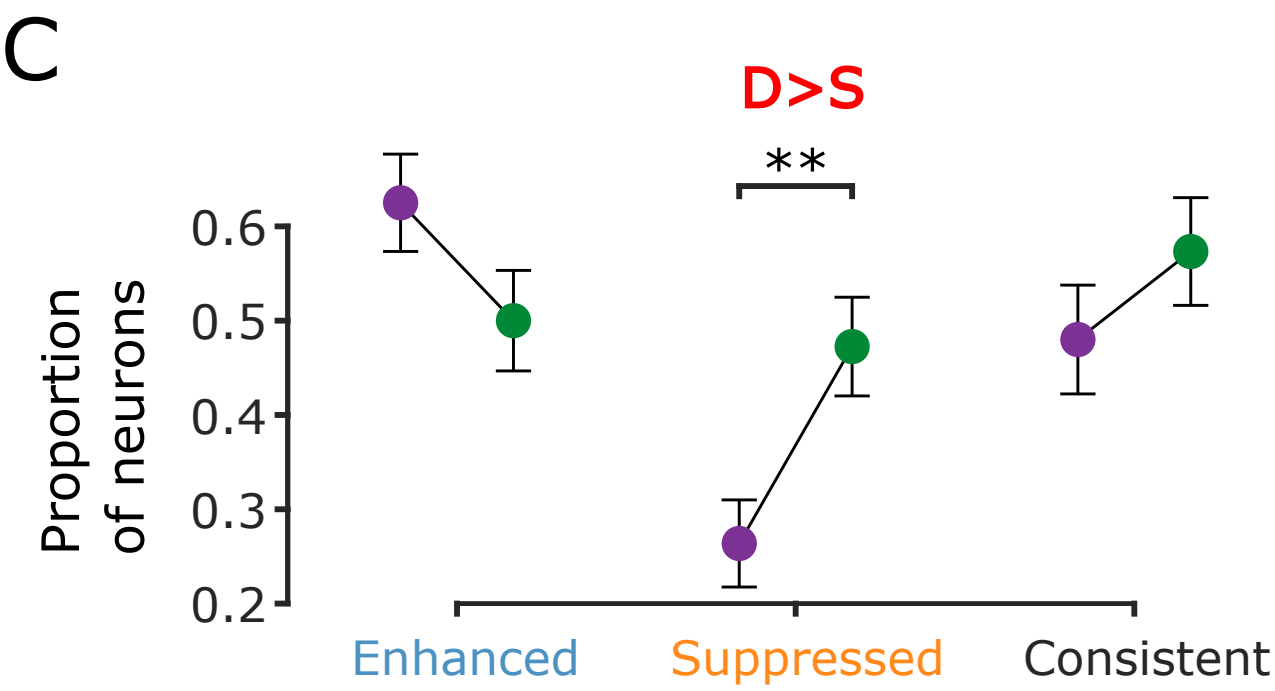 C
D>S
**
0.6
0.5
0.4
0.3
0.2
Proportion
of neurons
Enhanced
Suppressed
Consistent